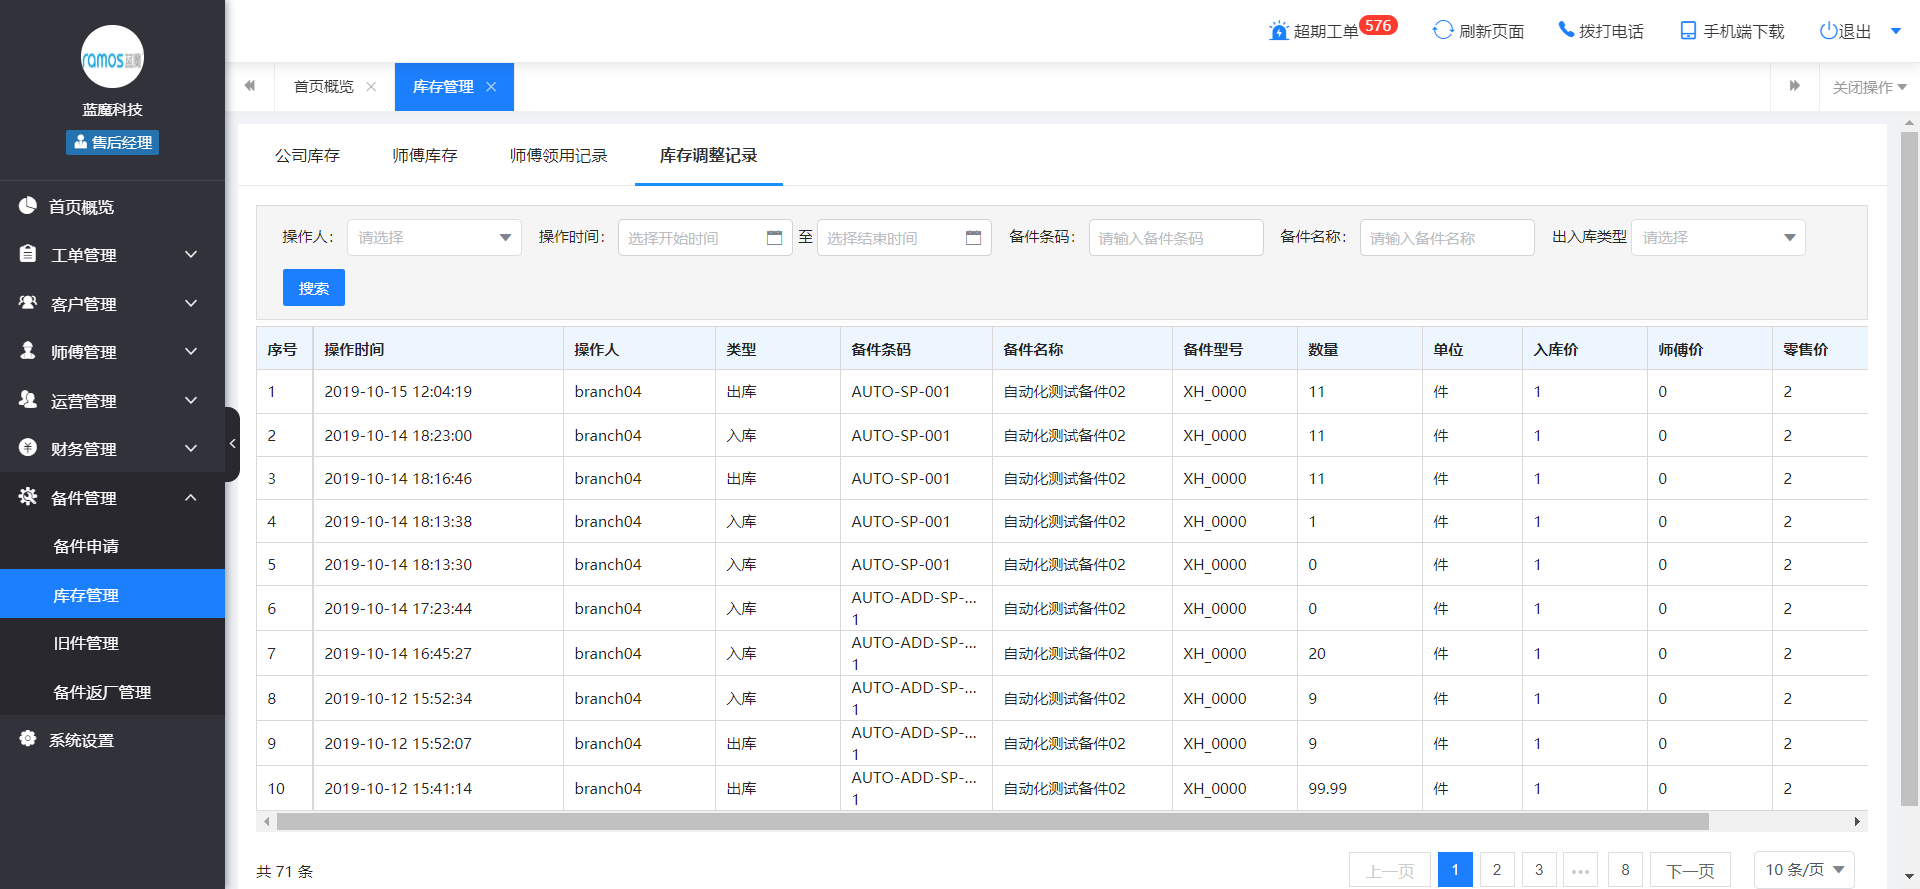 ramos蓝魔
蓝魔科技
售后经理
首页概览
工单管理
客户管理
师傅管理
运营管理
财务管理
备件管理
备件申请
库存管理
旧件管理
备件返厂管理
系统设置
超期工单 576 刷新页面 拨打电话 手机端下载 退出
首页概览 库存管理 关闭操作
公司库存 师傅库存 师傅领用记录 库存调整记录
操作人： 请选择 操作时间： 选择开始时间 至 选择结束时间 备件条码： 请输入备件条码 备件名称： 请输入备件名称 出入库类型 请选择
搜索
序号 操作时间 操作人 类型 备件条码 备件名称 备件型号 数量 单位 入库价 师傅价 零售价
1 2019-10-15 12:04:19 branch04 出库 AUTO-SP-001 自动化测试备件02 XH_0000 11 件 1 0 2
2 2019-10-14 18:23:00 branch04 入库 AUTO-SP-001 自动化测试备件02 XH_0000 11 件 1 0 2
3 2019-10-14 18:16:46 branch04 出库 AUTO-SP-001 自动化测试备件02 XH_0000 11 件 1 0 2
4 2019-10-14 18:13:38 branch04 入库 AUTO-SP-001 自动化测试备件02 XH_0000 1 件 1 0 2
5 2019-10-14 18:13:30 branch04 入库 AUTO-SP-001 自动化测试备件02 XH_0000 0 件 1 0 2
6 2019-10-14 17:23:44 branch04 入库 AUTO-ADD-SP-...1 自动化测试备件02 XH_0000 0 件 1 0 2
7 2019-10-14 16:45:27 branch04 入库 AUTO-ADD-SP-...1 自动化测试备件02 XH_0000 20 件 1 0 2
8 2019-10-12 15:52:34 branch04 入库 AUTO-ADD-SP-...1 自动化测试备件02 XH_0000 9 件 1 0 2
9 2019-10-12 15:52:07 branch04 出库 AUTO-ADD-SP-...1 自动化测试备件02 XH_0000 9 件 1 0 2
10 2019-10-12 15:41:14 branch04 出库 AUTO-ADD-SP-...1 自动化测试备件02 XH_0000 99.99 件 1 0 2
共 71 条 上一页 1 2 3 ... 8 下一页 10 条/页